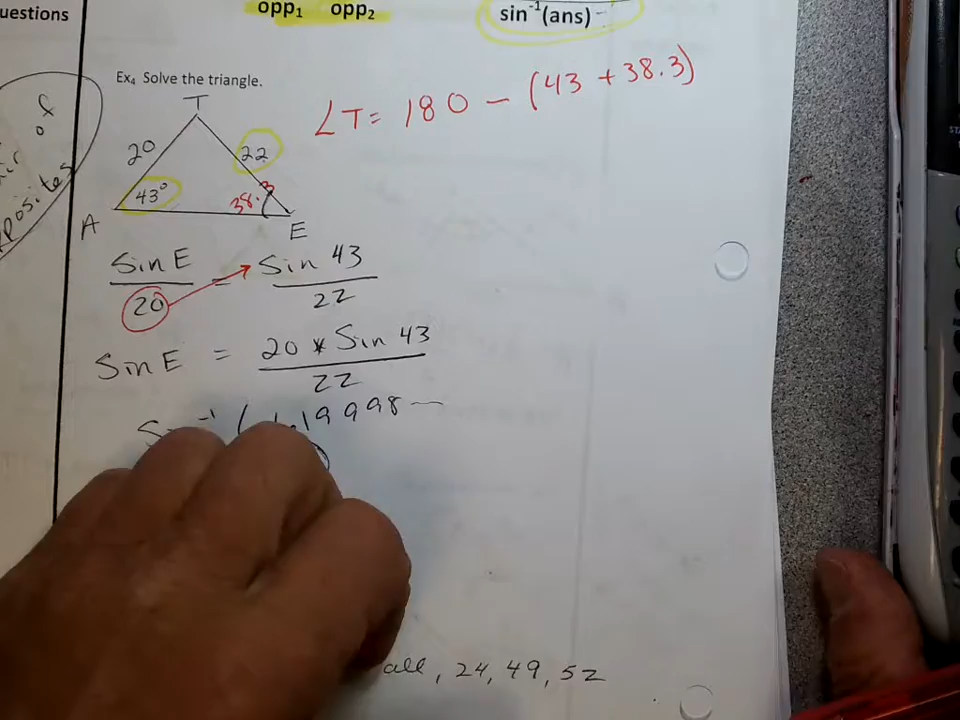 uestions
opp₁ opp₂
sin⁻¹(ans)
Ex₄ Solve the triangle.
&
T
20
22
43°
38.3
A
E
∠T = 180 - (43 + 38.3)
Sin E / 20 = Sin 43 / 22
Sin E = 20 * Sin 43 / 22
19998
all, 24, 49, 52